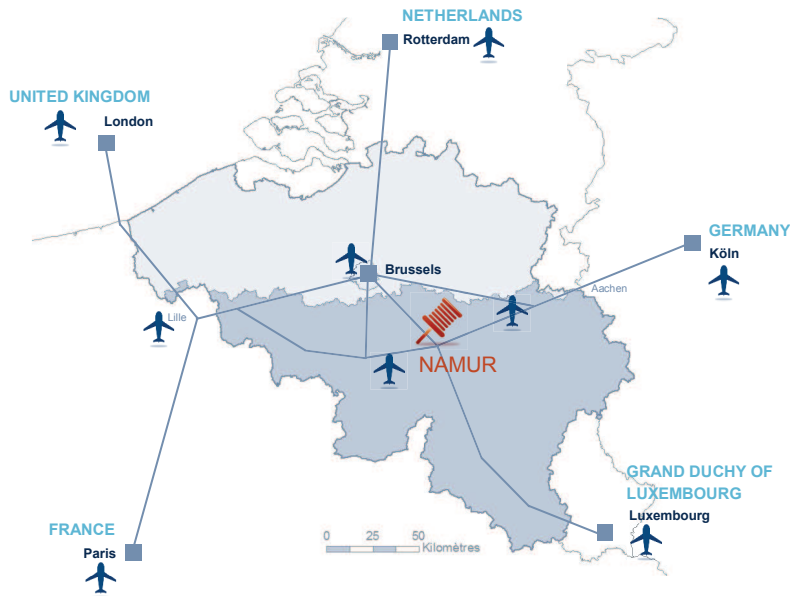 NETHERLANDS
Rotterdam
UNITED KINGDOM
London
GERMANY
Köln
Brussels
Aachen
Lille
NAMUR
GRAND DUCHY OF
LUXEMBOURG
Luxembourg
FRANCE
Paris
0 25 50
Kilomètres